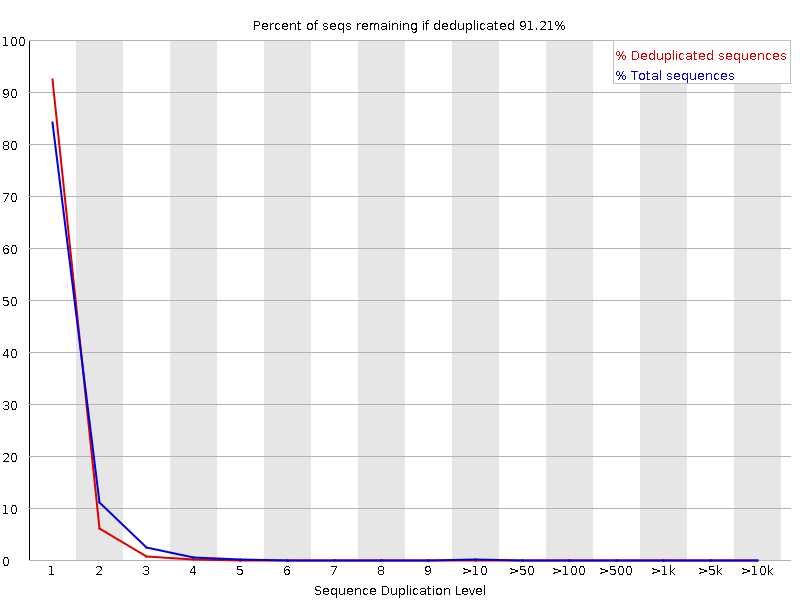 Percent of seqs remaining if deduplicated 91.21%
% Deduplicated sequences
% Total sequences
100
90
80
70
60
50
40
30
20
10
0
1 2 3 4 5 6 7 8 9 >10 >50 >100 >500 >1k >5k >10k
Sequence Duplication Level